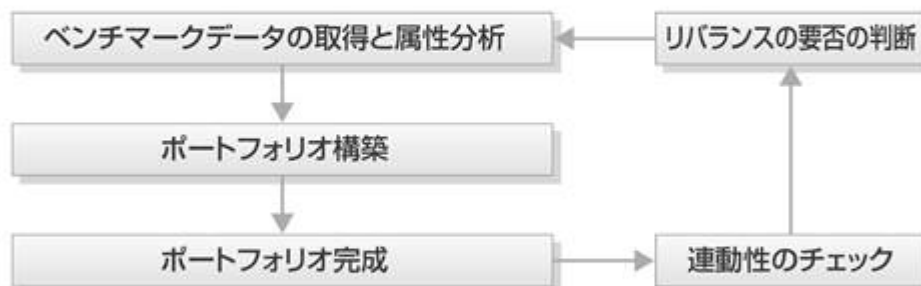 ベンチマークデータの取得と属性分析
リバランスの要否の判断
ポートフォリオ構築
ポートフォリオ完成
連動性のチェック